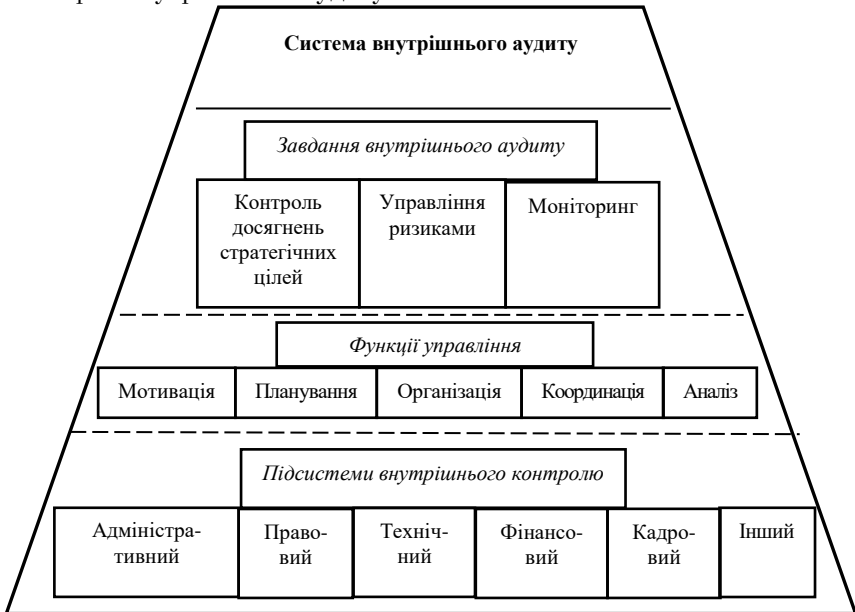 Система внутрішнього аудиту
Завдання внутрішнього аудиту
Контроль
досягнень
стратегічних
цілей
Управління
ризиками
Моніторинг
Функції управління
Мотивація
Планування
Організація
Координація
Аналіз
Підсистеми внутрішнього контролю
Адміністра-
тивний
Право-
вий
Техніч-
ний
Фінансо-
вий
Кадро-
вий
Інший